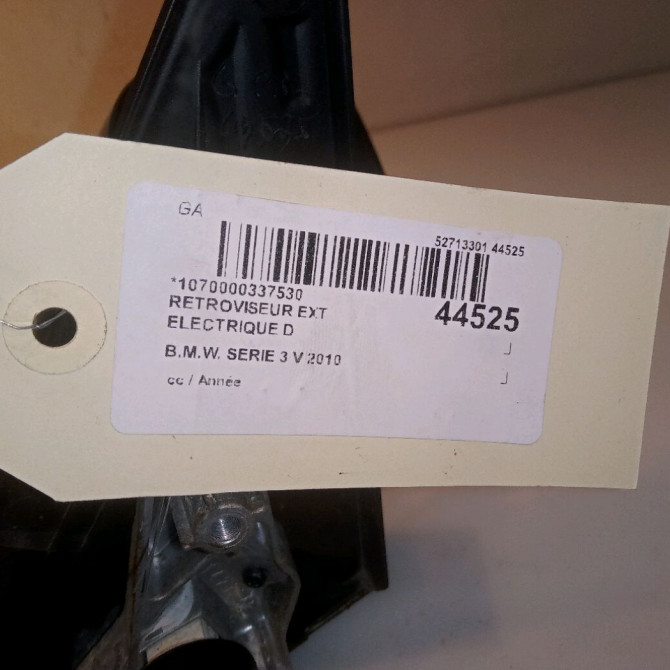 GA
52713301 44525
*1070000337530
RETROVISEUR EXT
ELECTRIQUE D
44525
B.M.W. SERIE 3 V 2010
cc / Année